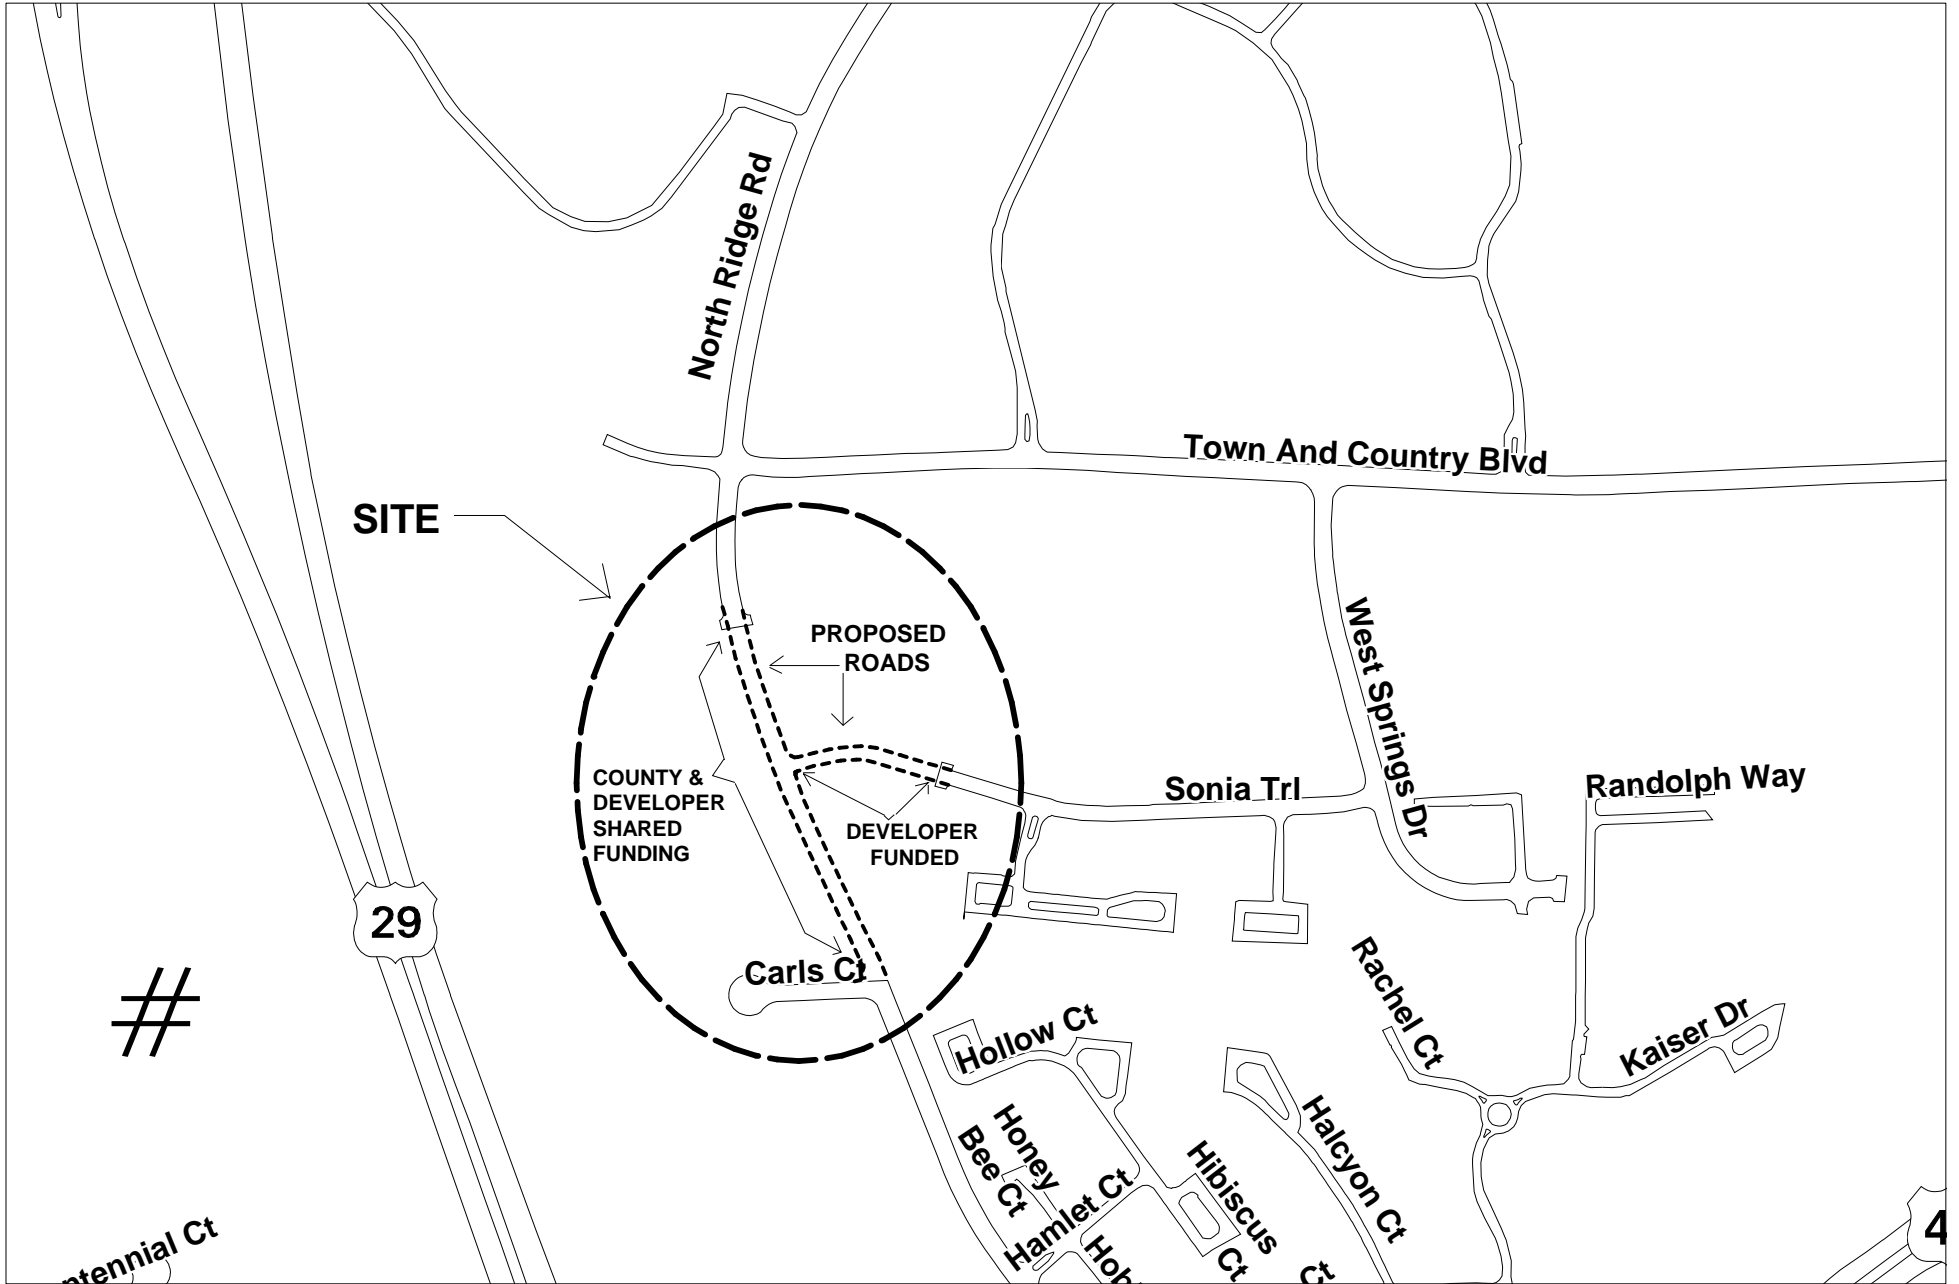 North Ridge Rd
Town And Country Blvd
SITE
PROPOSED
ROADS
West Springs Dr
COUNTY &
DEVELOPER
SHARED
FUNDING
DEVELOPER
FUNDED
Sonia Trl
Randolph Way
29
#
Carls Ct
Hollow Ct
Rachel Ct
Kaiser Dr
Honey
Bee Ct
Hamlet Ct
Hibiscus
Ct
Halcyon Ct
Ct
4